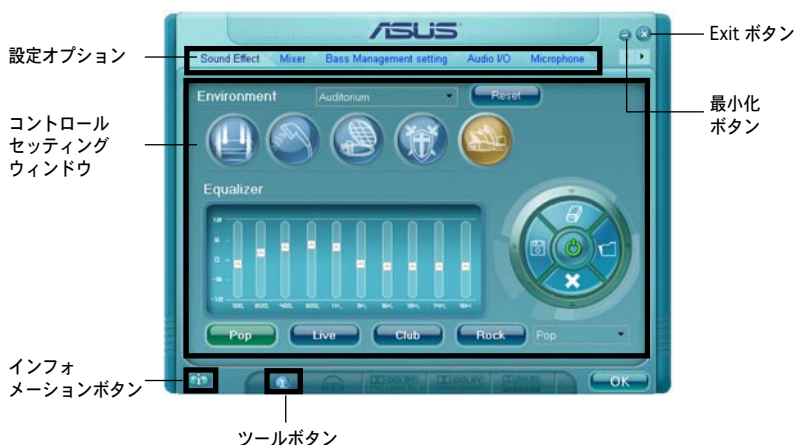 ASUS
Exit ボタン
設定オプション
Sound Effect Mixer Bass Management setting Audio I/O Microphone
Environment Auditorium Reset
最小化
ボタン
コントロール
セッティング
ウィンドウ
Equalizer
Pop Live Club Rock Pop
インフォ
メーションボタン
OK
ツールボタン